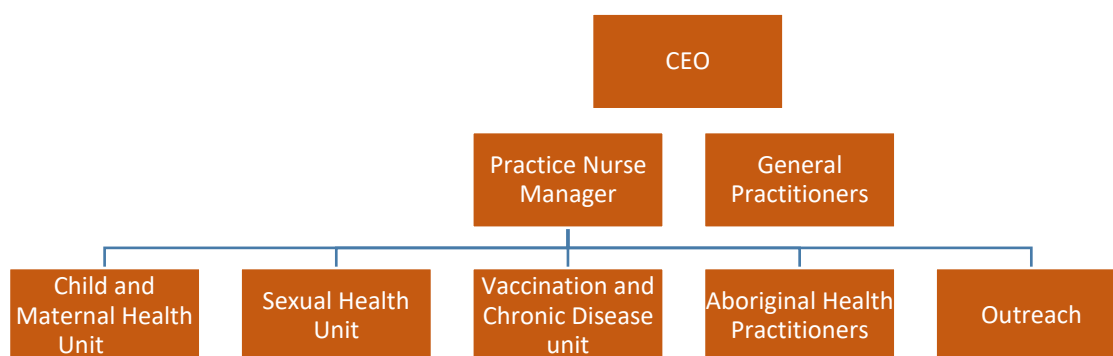 CEO
Practice Nurse
Manager
General
Practitioners
Child and
Maternal Health
Unit
Sexual Health
Unit
Vaccination and
Chronic Disease
unit
Aboriginal Health
Practitioners
Outreach